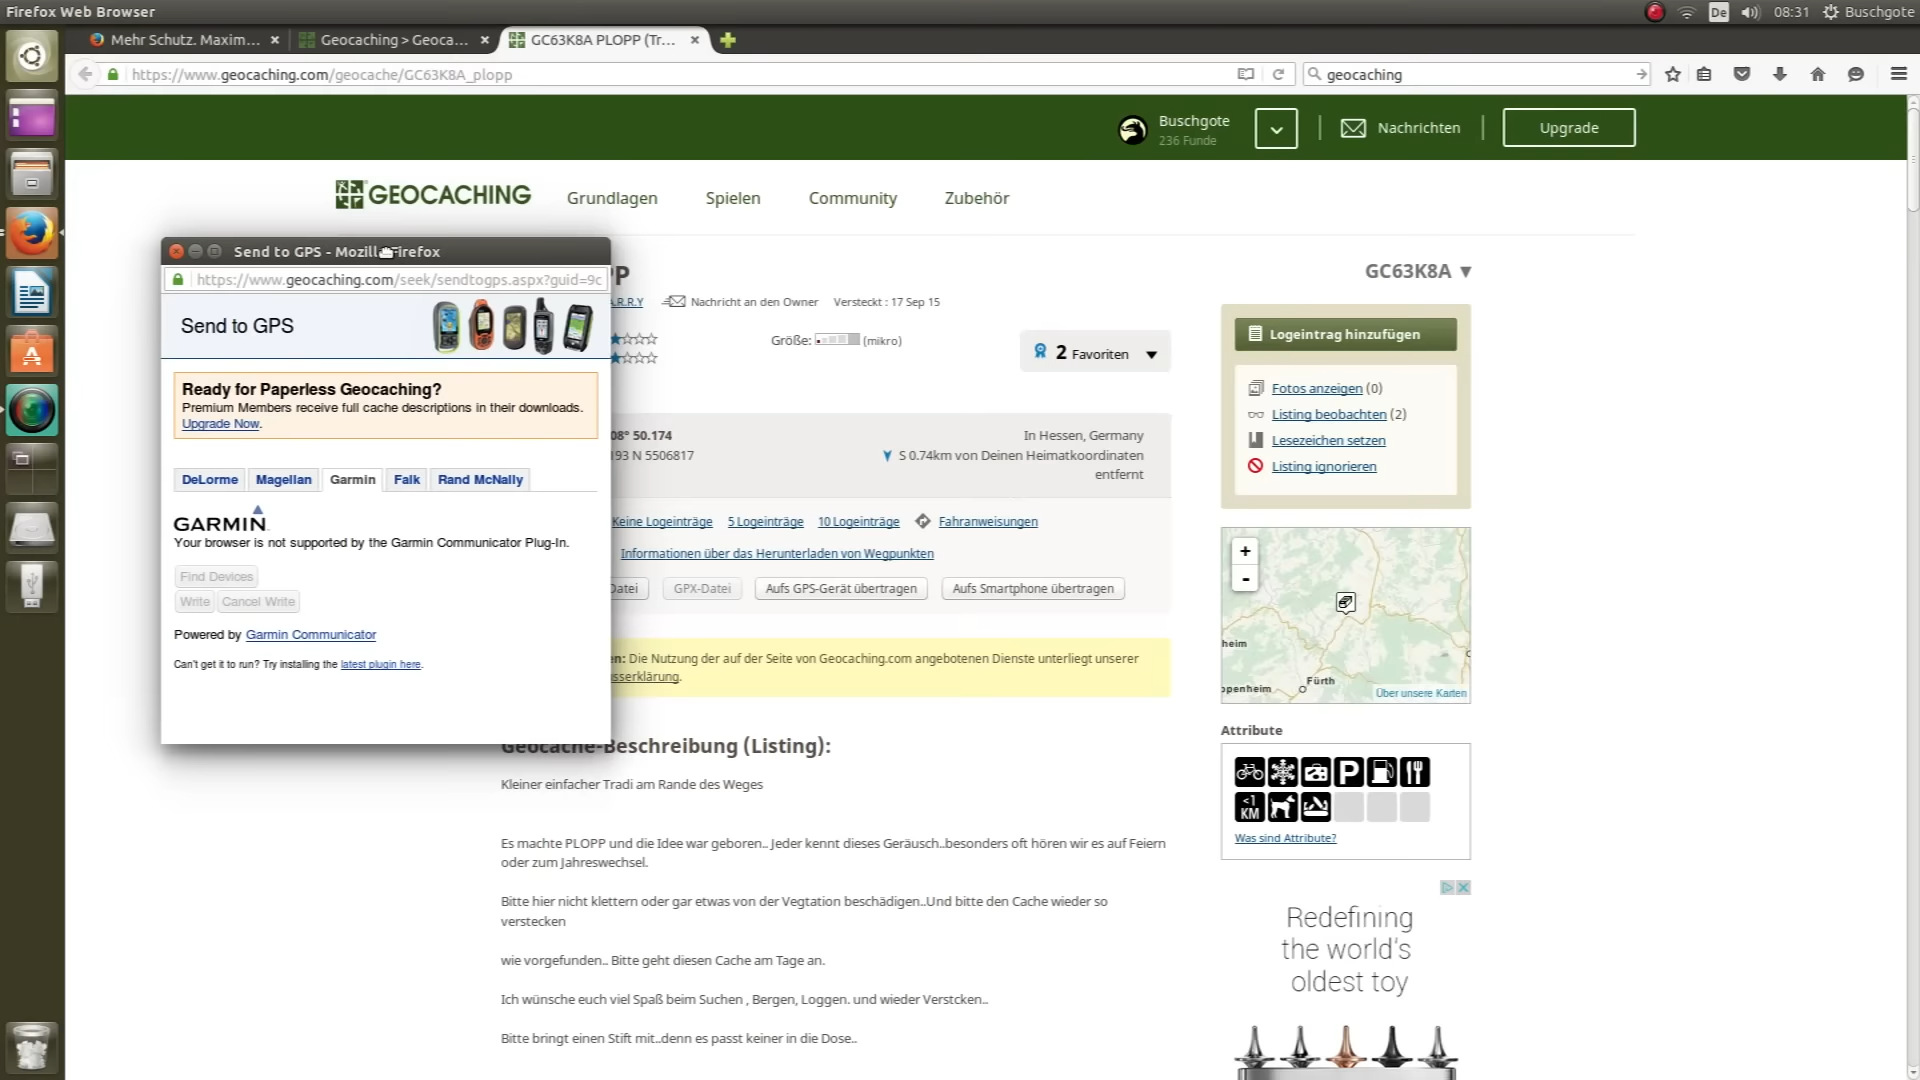 Firefox Web Browser
De
08:31
Buschgote
Mehr Schutz. Maxim...
Geocaching > Geoca...
GC63K8A PLOPP (Tr...
https://www.geocaching.com/geocache/GC63K8A_plopp
geocaching
Buschgote
236 Funde
Nachrichten
Upgrade
GEOCACHING
Grundlagen
Spielen
Community
Zubehör
Send to GPS - Mozill Firefox
https://www.geocaching.com/seek/sendtogps.aspx?guid=9c
Send to GPS
Ready for Paperless Geocaching?
Premium Members receive full cache descriptions in their downloads.
Upgrade Now.
DeLorme
Magellan
Garmin
Falk
Rand McNally
GARMIN
Your browser is not supported by the Garmin Communicator Plug-In.
Find Devices
Write
Cancel Write
Powered by Garmin Communicator
Can't get it to run? Try installing the latest plugin here.
P
GC63K8A
A.R.R.Y
Nachricht an den Owner
Versteckt : 17 Sep 15
Größe: (mikro)
2 Favoriten
08° 50.174
In Hessen, Germany
193 N 5506817
S 0.74km von Deinen Heimatkoordinaten
entfernt
Keine Logeinträge
5 Logeinträge
10 Logeinträge
Fahranweisungen
Informationen über das Herunterladen von Wegpunkten
Datei
GPX-Datei
Aufs GPS-Gerät übertragen
Aufs Smartphone übertragen
en: Die Nutzung der auf der Seite von Geocaching.com angebotenen Dienste unterliegt unserer
sserklärung.
Geocache-Beschreibung (Listing):
Kleiner einfacher Tradi am Rande des Weges
Es machte PLOPP und die Idee war geboren.. Jeder kennt dieses Geräusch..besonders oft hören wir es auf Feiern
oder zum Jahreswechsel.
Bitte hier nicht klettern oder gar etwas von der Vegtation beschädigen..Und bitte den Cache wieder so
verstecken
wie vorgefunden.. Bitte geht diesen Cache am Tage an.
Ich wünsche euch viel Spaß beim Suchen , Bergen, Loggen. und wieder Verstcken..
Bitte bringt einen Stift mit..denn es passt keiner in die Dose..
Logeintrag hinzufügen
Fotos anzeigen (0)
Listing beobachten (2)
Lesezeichen setzen
Listing ignorieren
+
-
heim
Fürth
ppenheim
Über unsere Karten
Attribute
P
<1
KM
Was sind Attribute?
Redefining
the world's
oldest toy